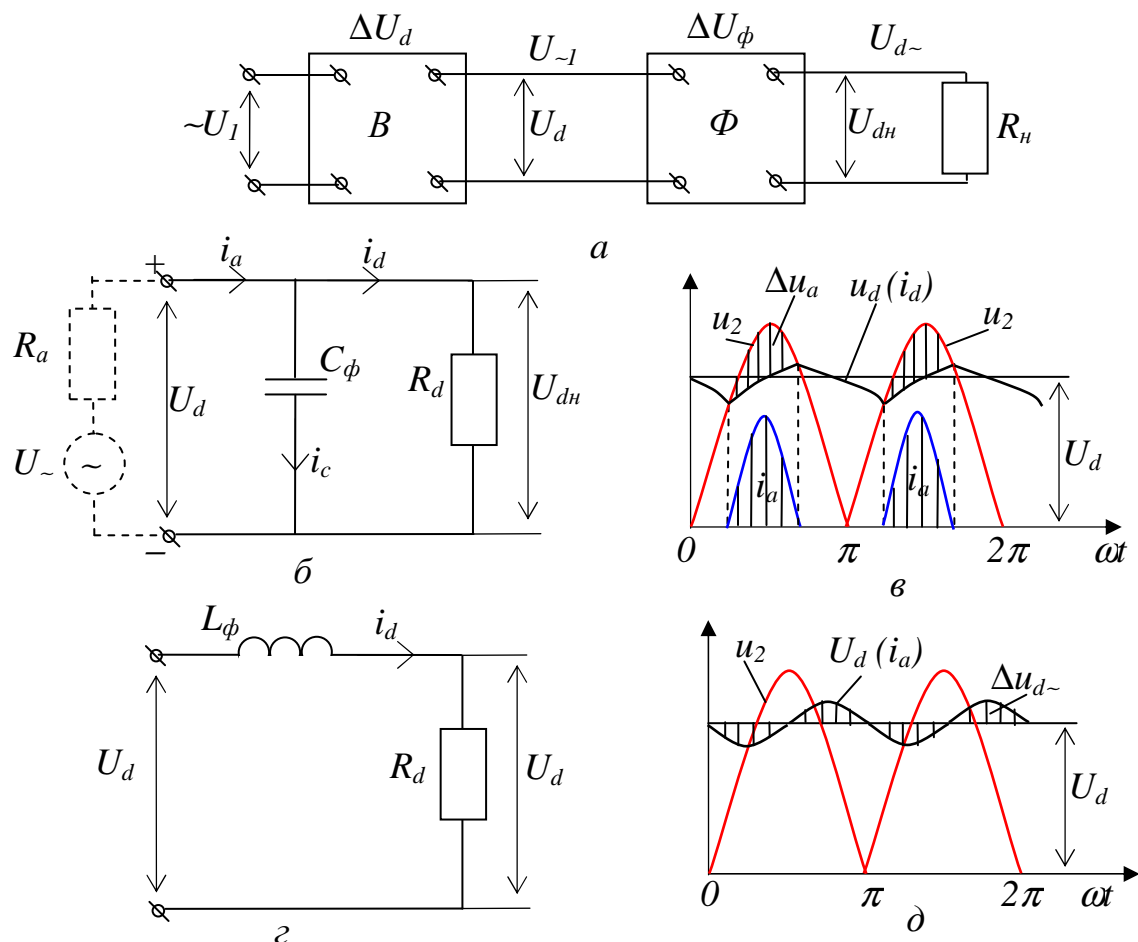 ΔU_d ΔU_ф
U_~1 U_d~
~U_1 В U_d Ф U_dн R_н
а
+ i_a i_d
R_a C_ф R_d U_d U_dн
U_~ ~ i_c
−
б
Δu_a u_d (i_d)
u_2 u_2
U_d
i_a i_a
0 π 2π ωt
в
L_ф i_d
U_d R_d U_d
г
u_2 U_d (i_a)
Δu_d~
U_d
0 π 2π ωt
д